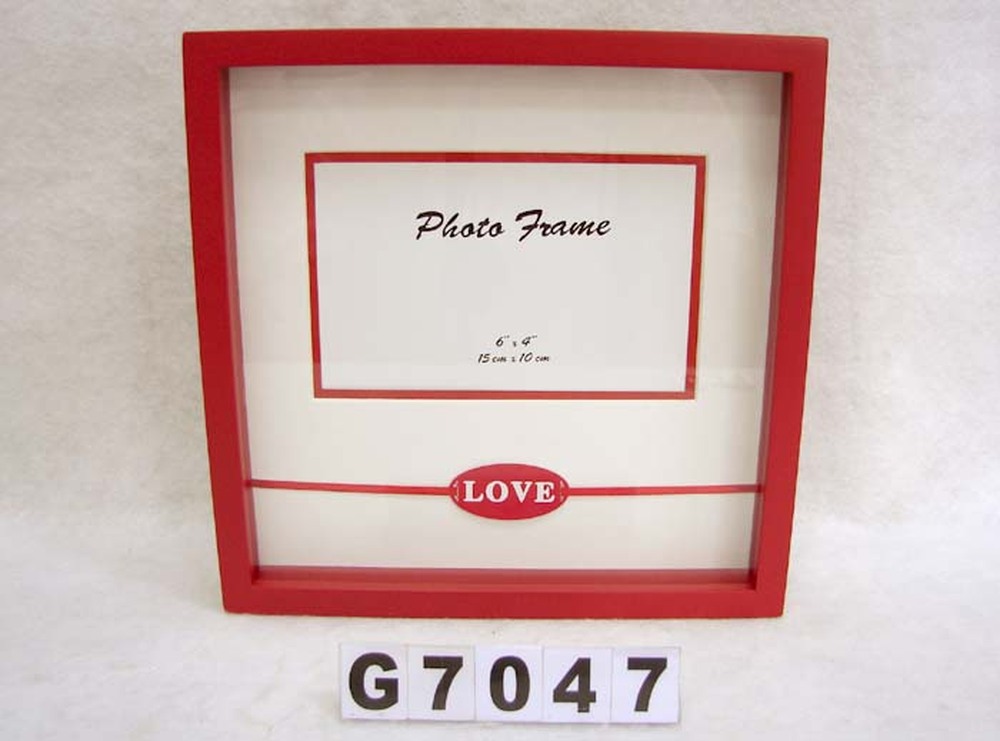 Photo Frame
6" x 4"
15 cm x 10 cm
LOVE
G7047